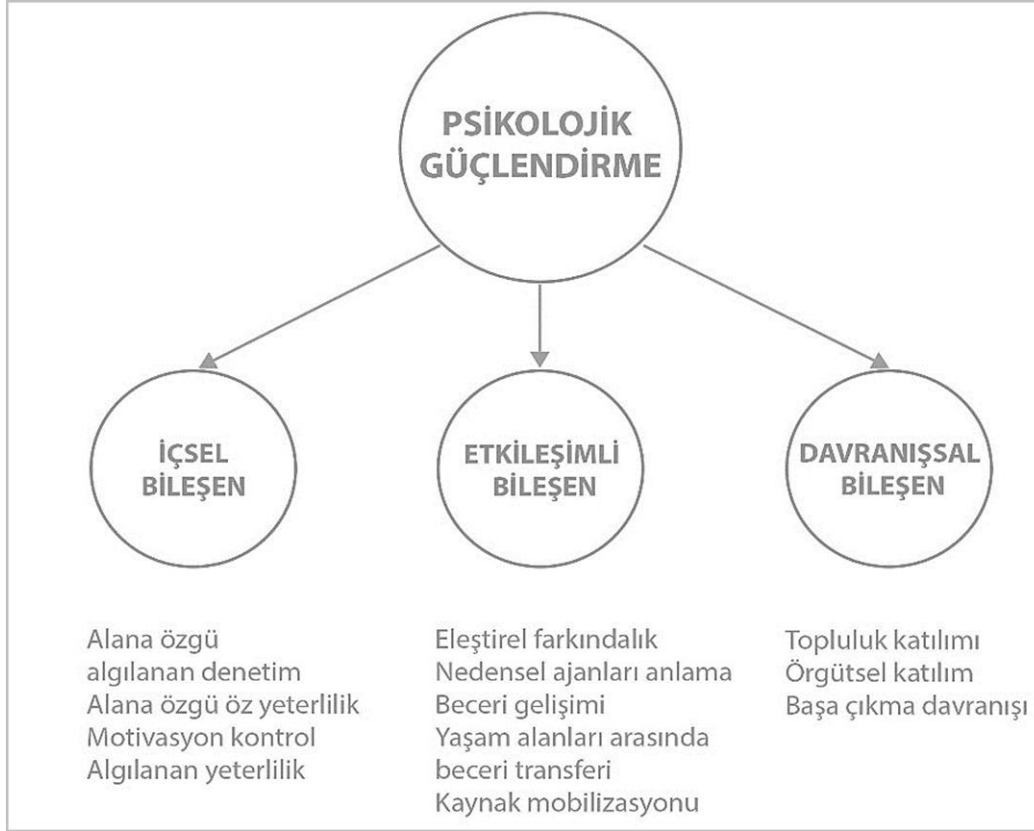 PSİKOLOJİK
GÜÇLENDİRME
İÇSEL
BİLEŞEN
ETKİLEŞİMLİ
BİLEŞEN
DAVRANIŞSAL
BİLEŞEN
Alana özgü
algılanan denetim
Alana özgü öz yeterlilik
Motivasyon kontrol
Algılanan yeterlilik
Eleştirel farkındalık
Nedensel ajanları anlama
Beceri gelişimi
Yaşam alanları arasında
beceri transferi
Kaynak mobilizasyonu
Topluluk katılımı
Örgütsel katılım
Başa çıkma davranışı